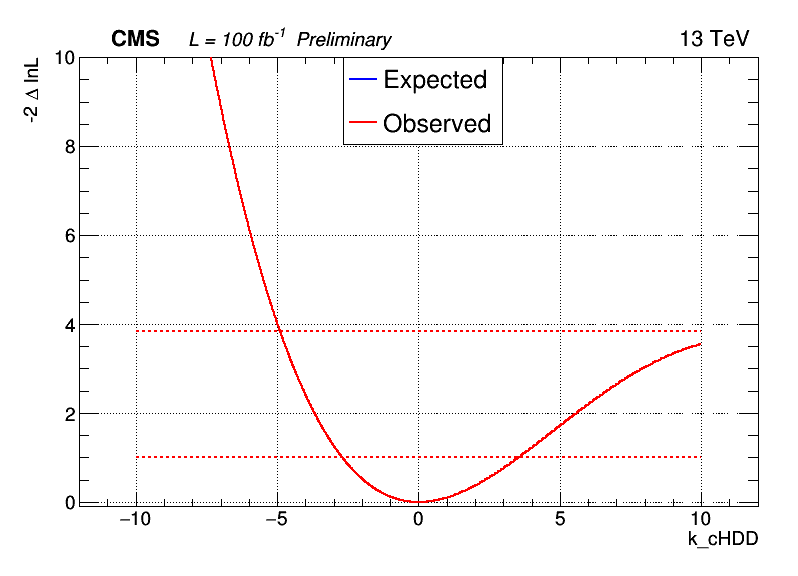 CMS L = 100 fb⁻¹ Preliminary 13 TeV
-2 Δ lnL
10
8
6
4
2
0
Expected
Observed
−10 −5 0 5 10
k_cHDD